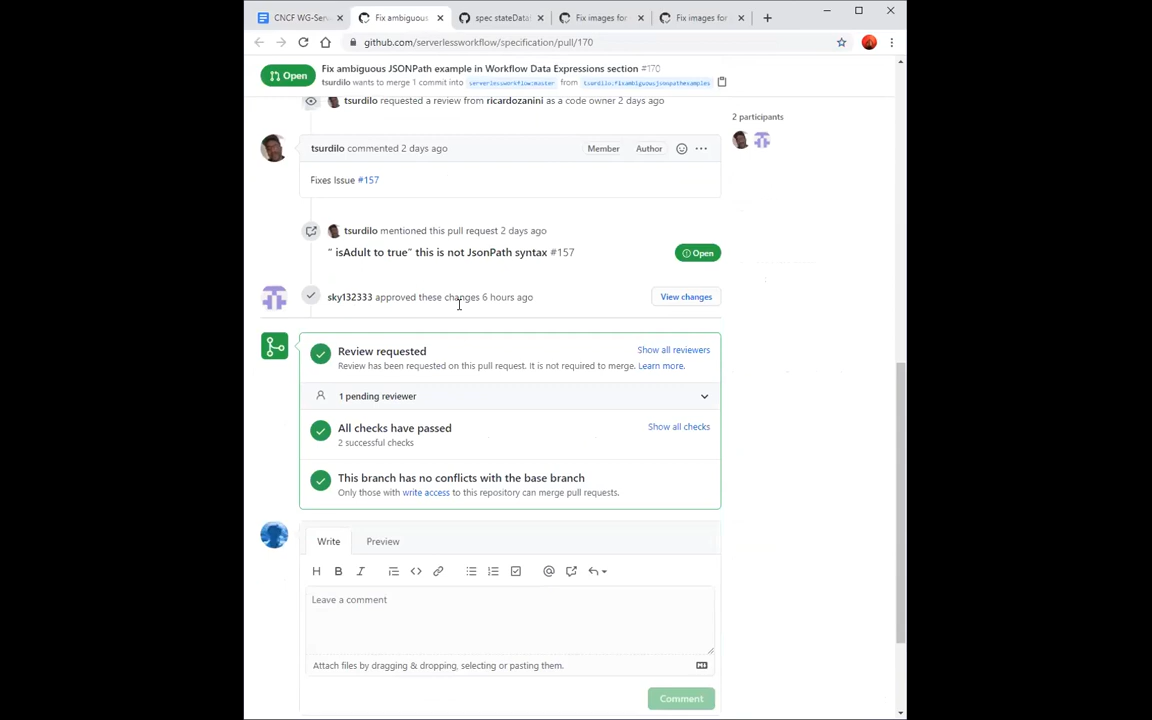 CNCF WG-Serv
Fix ambiguous
spec stateData
Fix images for
Fix images for
github.com/serverlessworkflow/specification/pull/170
Open
Fix ambiguous JSONPath example in Workflow Data Expressions section #170
tsurdilo wants to merge 1 commit into serverlessworkflow:master from tsurdilo:fixambiguousjsonpathexamples
tsurdilo requested a review from ricardozanini as a code owner 2 days ago
2 participants
tsurdilo commented 2 days ago
Member
Author
Fixes Issue #157
tsurdilo mentioned this pull request 2 days ago
“ isAdult to true” this is not JsonPath syntax #157
Open
sky132333 approved these changes 6 hours ago
View changes
Review requested
Show all reviewers
Review has been requested on this pull request. It is not required to merge. Learn more.
1 pending reviewer
All checks have passed
Show all checks
2 successful checks
This branch has no conflicts with the base branch
Only those with write access to this repository can merge pull requests.
Write
Preview
Leave a comment
Attach files by dragging & dropping, selecting or pasting them.
Comment